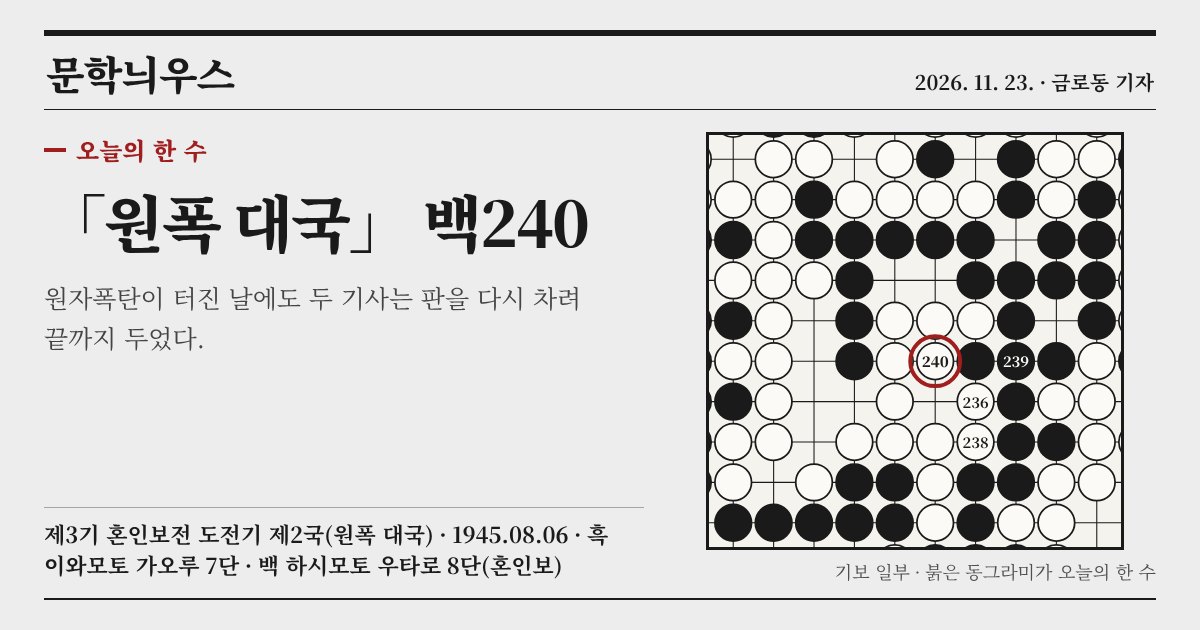 문학늬우스
2026. 11. 23. · 금로동 기자
오늘의 한 수
「원폭 대국」 백240
원자폭탄이 터진 날에도 두 기사는 판을 다시 차려
끝까지 두었다.
240
239
236
238
제3기 혼인보전 도전기 제2국(원폭 대국) · 1945.08.06 · 흑
이와모토 가오루 7단 · 백 하시모토 우타로 8단(혼인보)
기보 일부 · 붉은 동그라미가 오늘의 한 수